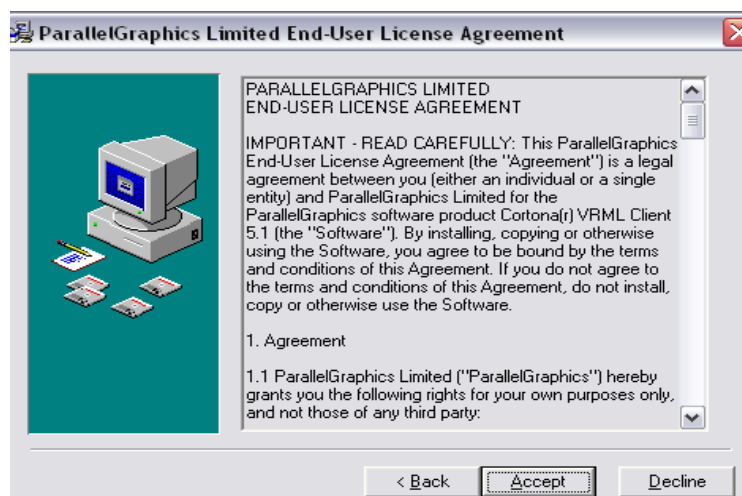 ParallelGraphics Limited End-User License Agreement
PARALLELGRAPHICS LIMITED
END-USER LICENSE AGREEMENT
IMPORTANT - READ CAREFULLY: This ParallelGraphics
End-User License Agreement (the "Agreement") is a legal
agreement between you (either an individual or a single
entity) and ParallelGraphics Limited for the
ParallelGraphics software product Cortona(r) VRML Client
5.1 (the "Software"). By installing, copying or otherwise
using the Software, you agree to be bound by the terms
and conditions of this Agreement. If you do not agree to
the terms and conditions of this Agreement, do not install,
copy or otherwise use the Software.
1. Agreement
1.1 ParallelGraphics Limited ("ParallelGraphics") hereby
grants you the following rights for your own purposes only,
and not those of any third party:
< Back Accept Decline